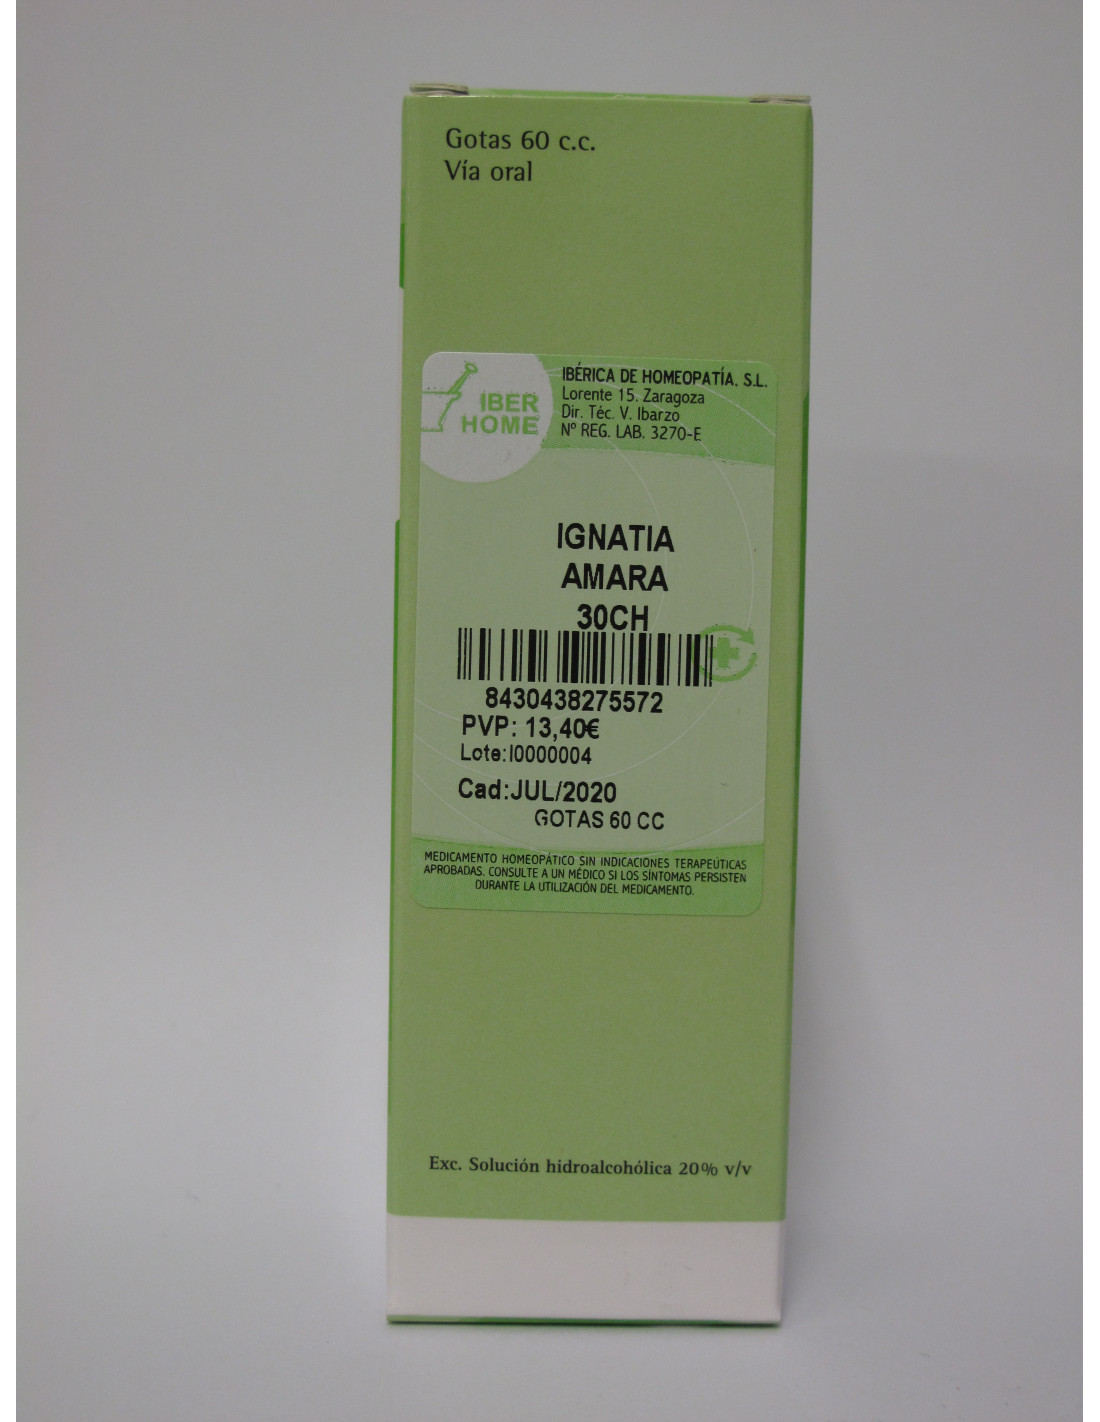 Gotas 60 c.c.
Vía oral
IBER
HOME
IBÉRICA DE HOMEOPATÍA. S.L.
Lorente 15. Zaragoza
Dir. Téc. V. Ibarzo
Nº REG. LAB. 3270-E
IGNATIA
AMARA
30CH
8430438275572
PVP: 13,40€
Lote:I0000004
Cad:JUL/2020
GOTAS 60 CC
MEDICAMENTO HOMEOPÁTICO SIN INDICACIONES TERAPEÚTICAS
APROBADAS. CONSULTE A UN MÉDICO SI LOS SÍNTOMAS PERSISTEN
DURANTE LA UTILIZACIÓN DEL MEDICAMENTO.
Exc. Solución hidroalcohólica 20% v/v